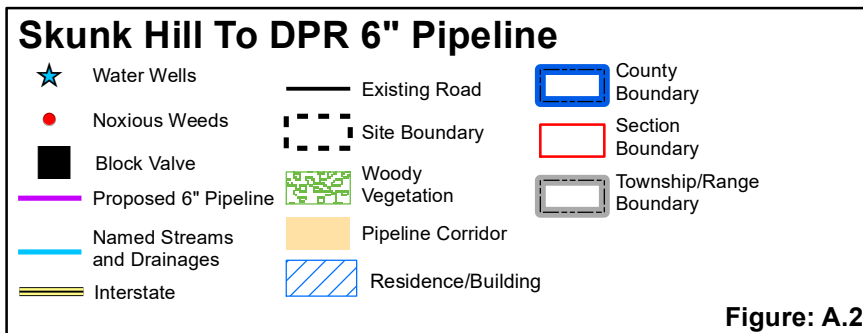 Skunk Hill To DPR 6" Pipeline
Water Wells
Noxious Weeds
Block Valve
Proposed 6" Pipeline
Named Streams
and Drainages
Interstate
Existing Road
Site Boundary
Woody
Vegetation
Pipeline Corridor
Residence/Building
County
Boundary
Section
Boundary
Township/Range
Boundary
Figure: A.2